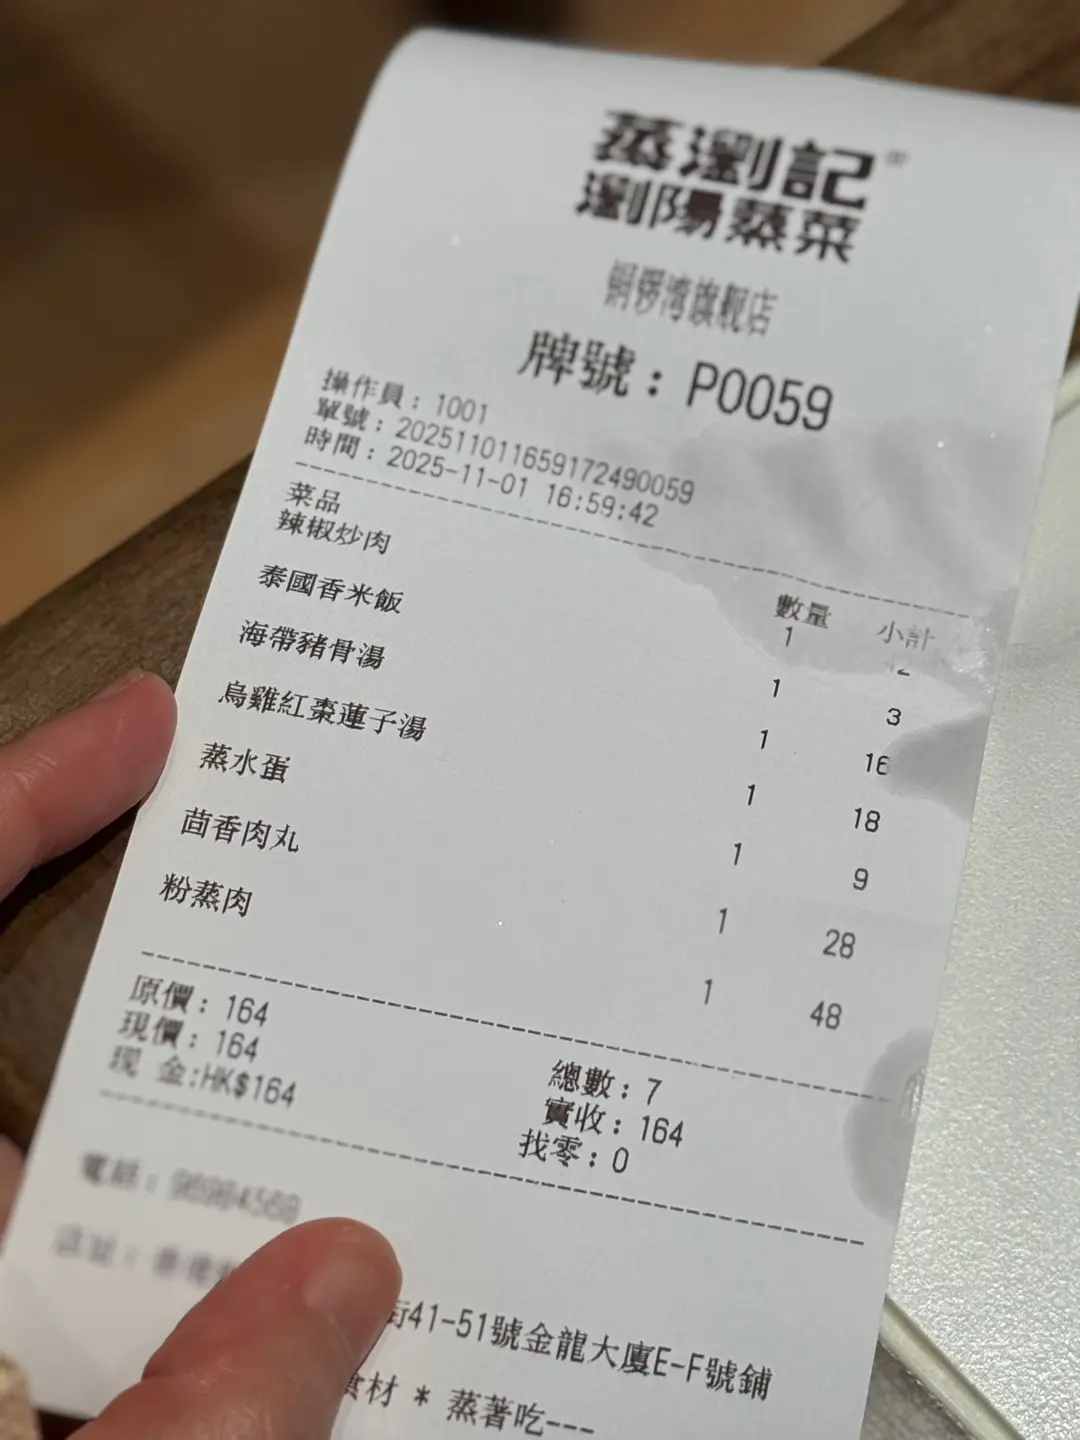 蒸瀏記®
瀏陽蒸菜
銅鑼湾旗舰店
牌號：P0059
操作員：1001
單號：20251101165917249​0059
時間：2025-11-01 16:59:42
菜品 數量 小計
辣椒炒肉 1
泰國香米飯 1 3
海帶豬骨湯 1 16
烏雞紅棗蓮子湯 1 18
蒸水蛋 1 9
茴香肉丸 1 28
粉蒸肉 1 48
原價：164 總數：7
現價：164 實收：164
现 金:HK$164 找零：0
電話：
街41-51號金龍大廈E-F號鋪
食材 * 蒸著吃---